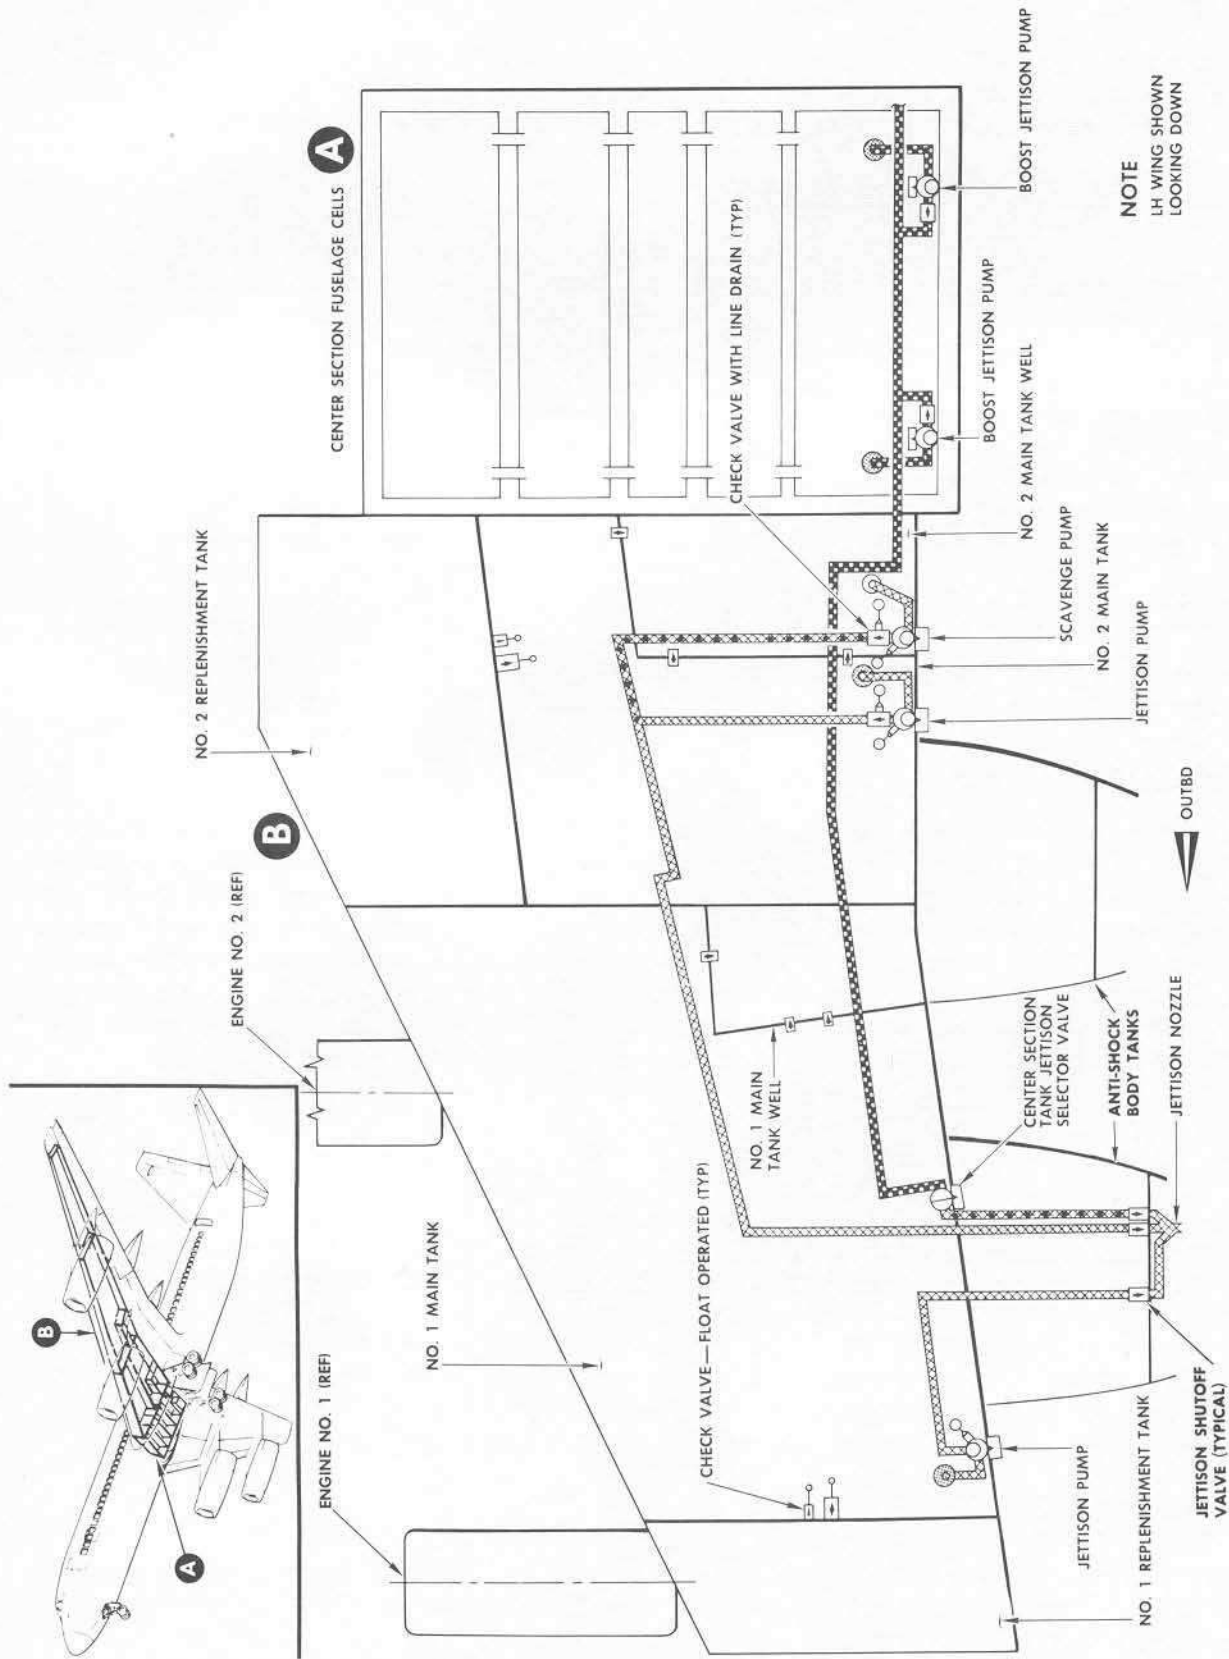 B
A
ENGINE NO. 1 (REF)
NO. 1 MAIN TANK
ENGINE NO. 2 (REF)
B
NO. 2 REPLENISHMENT TANK
CENTER SECTION FUSELAGE CELLS
A
CHECK VALVE — FLOAT OPERATED (TYP)
NO. 1 MAIN
TANK WELL
CHECK VALVE WITH LINE DRAIN (TYP)
CENTER SECTION
TANK JETTISON
SELECTOR VALVE
ANTI-SHOCK
BODY TANKS
JETTISON NOZZLE
JETTISON PUMP
NO. 1 REPLENISHMENT TANK
JETTISON SHUTOFF
VALVE (TYPICAL)
OUTBD
JETTISON PUMP
NO. 2 MAIN TANK
SCAVENGE PUMP
NO. 2 MAIN TANK WELL
BOOST JETTISON PUMP
BOOST JETTISON PUMP
NOTE
LH WING SHOWN
LOOKING DOWN